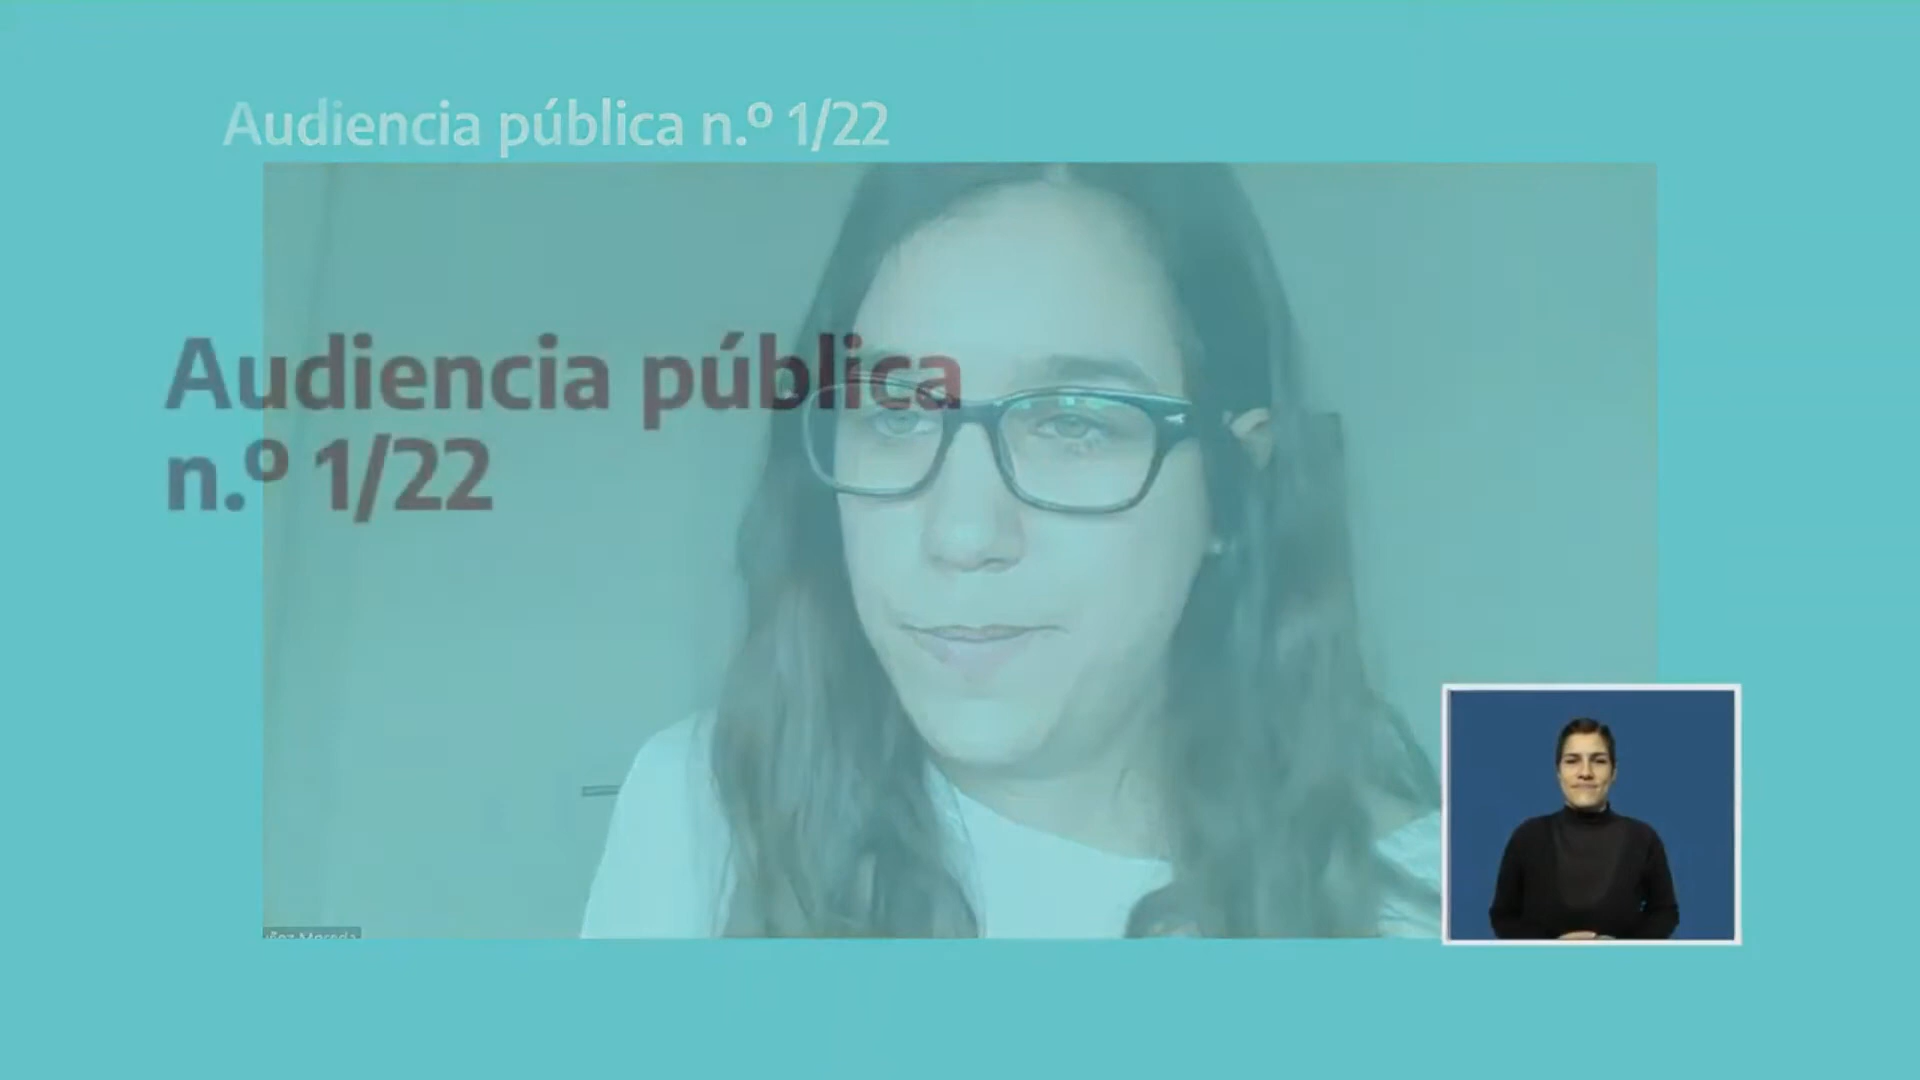 Audiencia pública n.º 1/22
Audiencia pública
n.º 1/22